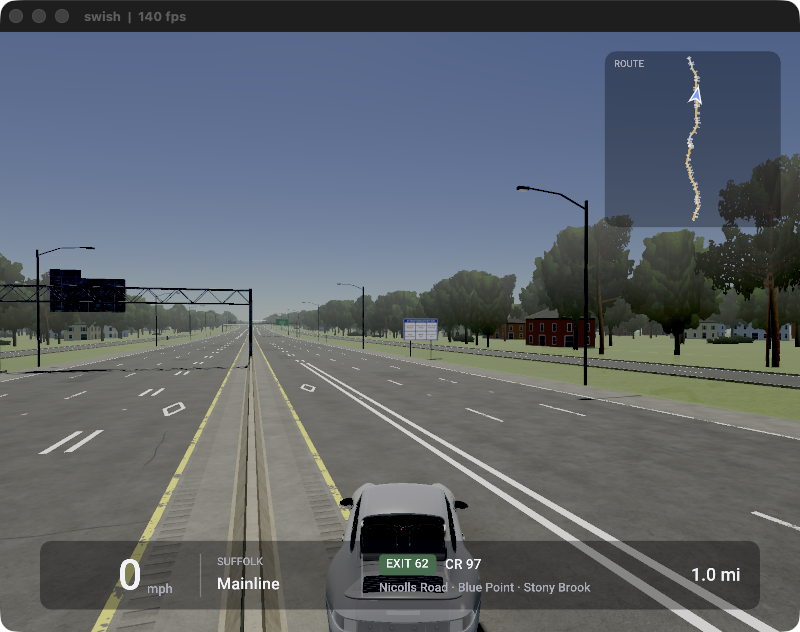 swish | 140 fps
ROUTE
0 mph
SUFFOLK
Mainline
EXIT 62 CR 97
Nicolls Road · Blue Point · Stony Brook
1.0 mi